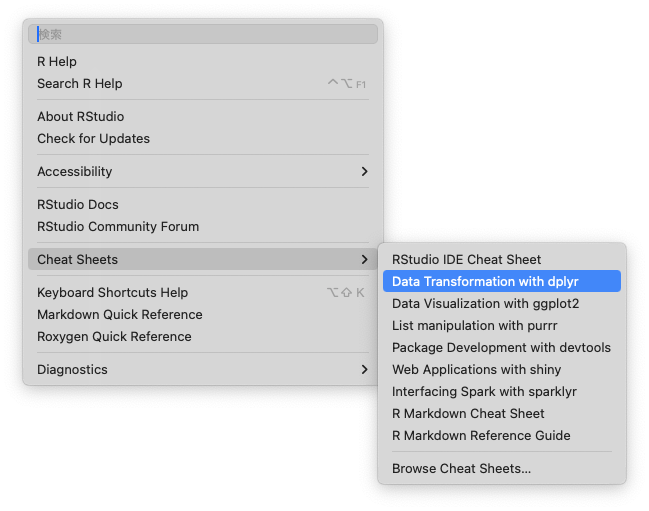 検索
R Help
Search R Help ⌃⌥ F1
About RStudio
Check for Updates
Accessibility
RStudio Docs
RStudio Community Forum
Cheat Sheets
Keyboard Shortcuts Help ⌥⇧ K
Markdown Quick Reference
Roxygen Quick Reference
Diagnostics
RStudio IDE Cheat Sheet
Data Transformation with dplyr
Data Visualization with ggplot2
List manipulation with purrr
Package Development with devtools
Web Applications with shiny
Interfacing Spark with sparklyr
R Markdown Cheat Sheet
R Markdown Reference Guide
Browse Cheat Sheets...